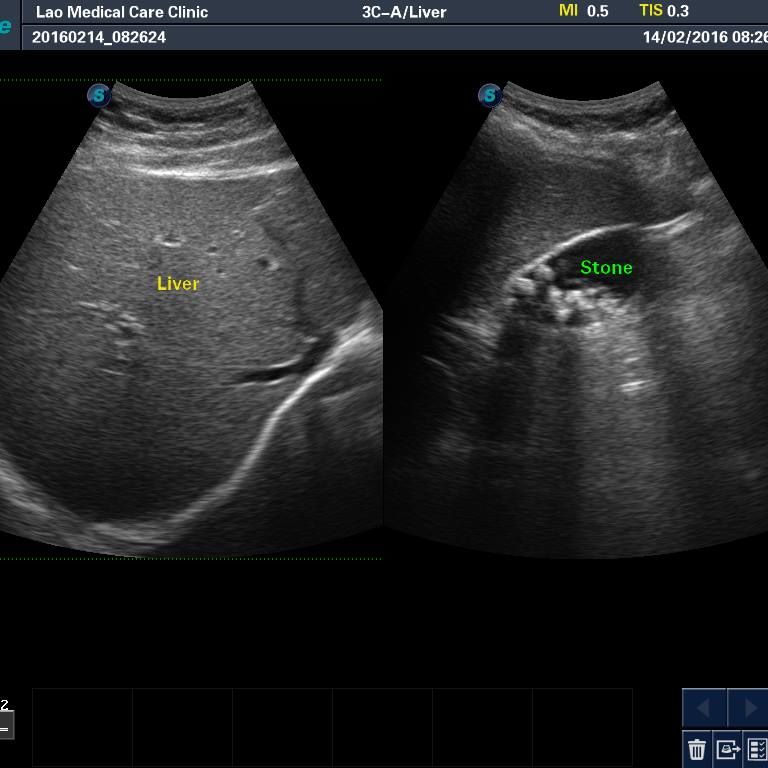 e
Lao Medical Care Clinic 3C-A/Liver MI 0.5 TIS 0.3
20160214_082624 14/02/2016 08:26
S
S
Liver
Stone
2